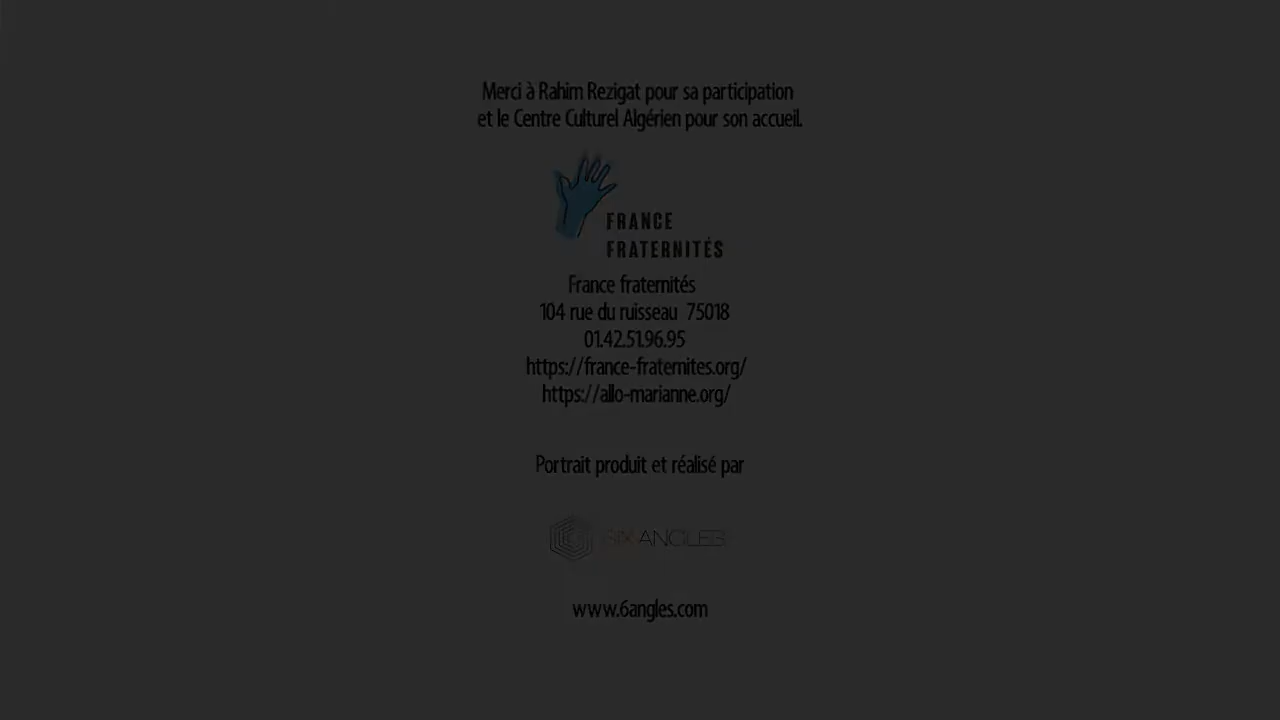 Merci à Rahim Rezigat pour sa participation
et le Centre Culturel Algérien pour son accueil.
FRANCE
FRATERNITÉS
France fraternités
104 rue du ruisseau 75018
01.42.51.96.95
https://france-fraternites.org/
https://allo-marianne.org/
Portrait produit et réalisé par
SIXANGLES
www.6angles.com